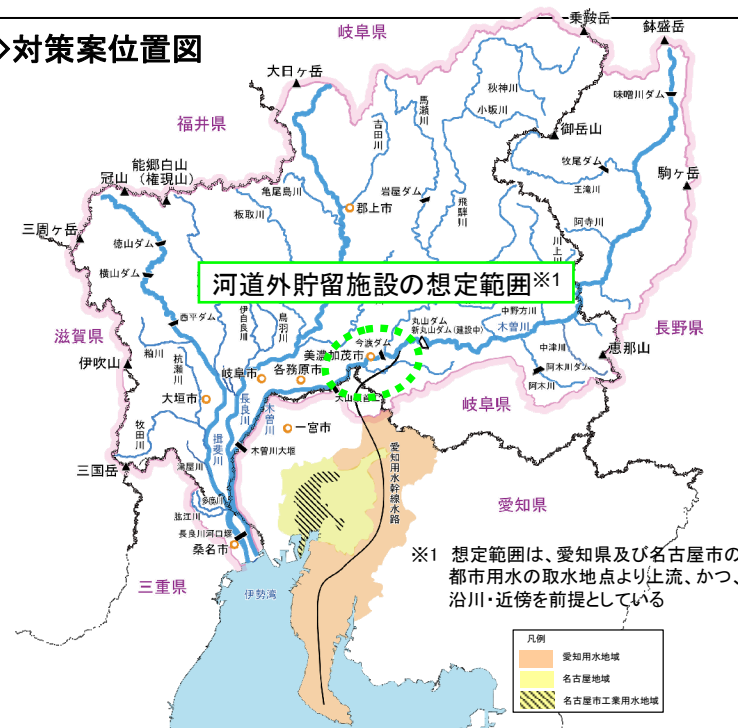 対策案位置図
岐阜県
乗鞍岳
鉢盛岳
大日ヶ岳
味噌川ダム
秋神川
小坂川
馬瀬川
吉田川
福井県
御岳山
能郷白山
(権現山)
冠山
牧尾ダム
王滝川
駒ヶ岳
亀尾島川
板取川
岩屋ダム
飛騨川
郡上市
阿寺川
三周ヶ岳
徳山ダム
川上川
横山ダム
河道外貯留施設の想定範囲※1
西平ダム
伊自良川
鳥羽川
丸山ダム
新丸山ダム(建設中)
中野方川
木曽川
長野県
滋賀県
今渡ダム
美濃加茂市
中津川
恵那山
伊吹山
粕川
杭瀬川
岐阜市
各務原市
阿木川ダム
阿木川
大垣市
長良川
木曽川
岐阜県
揖斐川
一宮市
牧田川
木曽川大堰
愛知用水幹線水路
三国岳
津屋川
多度川
肱江川
愛知県
長良川河口堰
桑名市
三重県
伊勢湾
※1 想定範囲は、愛知県及び名古屋市の
都市用水の取水地点より上流、かつ、
沿川・近傍を前提としている
凡例
愛知用水地域
名古屋地域
名古屋市工業用水地域